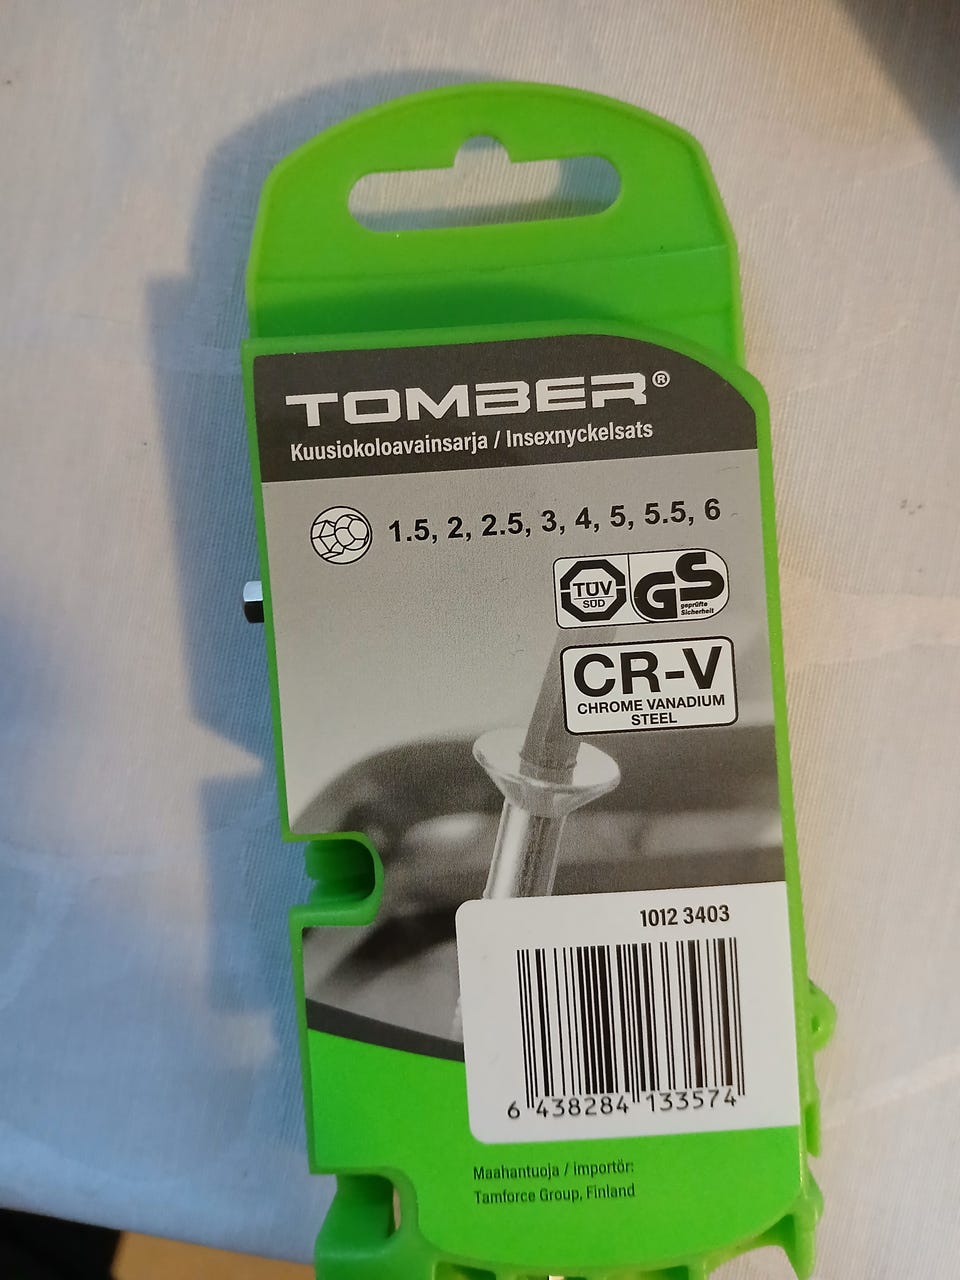 TOMBER®
Kuusiokoloavainsarja / Insexnyckelsats
1.5, 2, 2.5, 3, 4, 5, 5.5, 6
TÜV
SÜD
GS
geprüfte
Sicherheit
CR-V
CHROME VANADIUM
STEEL
1012 3403
6 438284 133574
Maahantuoja / importör:
Tamforce Group, Finland